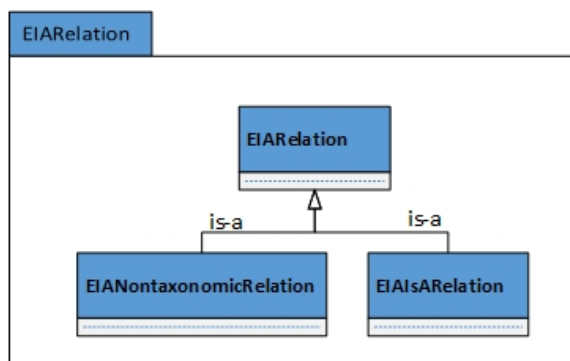 EIARelation
EIARelation
is-a
is-a
EIANontaxonomicRelation
EIAIsARelation